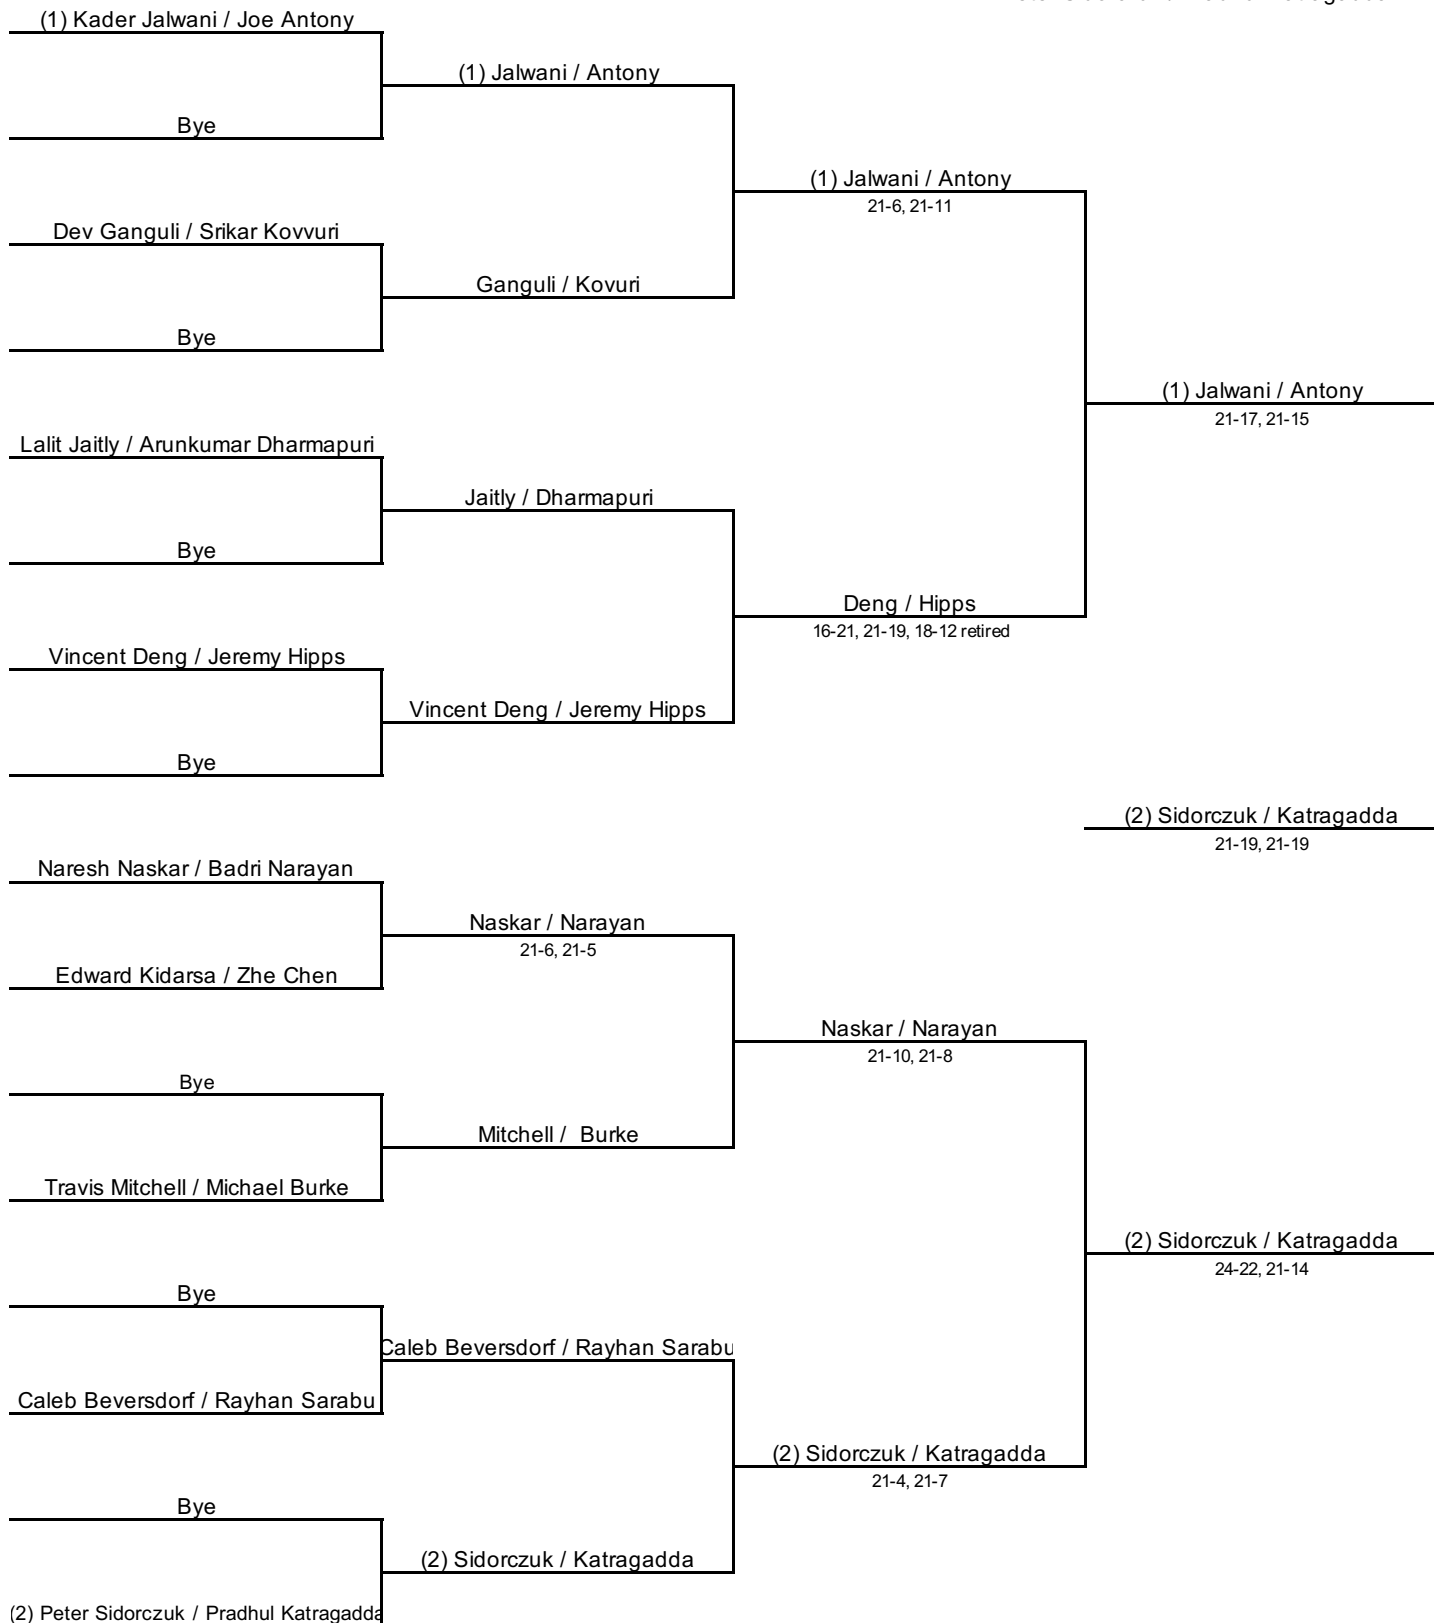 (1) Kader Jalwani / Joe Antony
(1) Jalwani / Antony
Bye
(1) Jalwani / Antony
21-6, 21-11
Dev Ganguli / Srikar Kovvuri
Ganguli / Kovuri
Bye
(1) Jalwani / Antony
21-17, 21-15
Lalit Jaitly / Arunkumar Dharmapuri
Jaitly / Dharmapuri
Bye
Deng / Hipps
16-21, 21-19, 18-12 retired
Vincent Deng / Jeremy Hipps
Vincent Deng / Jeremy Hipps
Bye
(2) Sidorczuk / Katragadda
21-19, 21-19
Naresh Naskar / Badri Narayan
Naskar / Narayan
21-6, 21-5
Edward Kidarsa / Zhe Chen
Naskar / Narayan
21-10, 21-8
Bye
Mitchell /  Burke
Travis Mitchell / Michael Burke
(2) Sidorczuk / Katragadda
24-22, 21-14
Bye
Caleb Beversdorf / Rayhan Sarabu
Caleb Beversdorf / Rayhan Sarabu
(2) Sidorczuk / Katragadda
21-4, 21-7
Bye
(2) Sidorczuk / Katragadda
(2) Peter Sidorczuk / Pradhul Katragadda